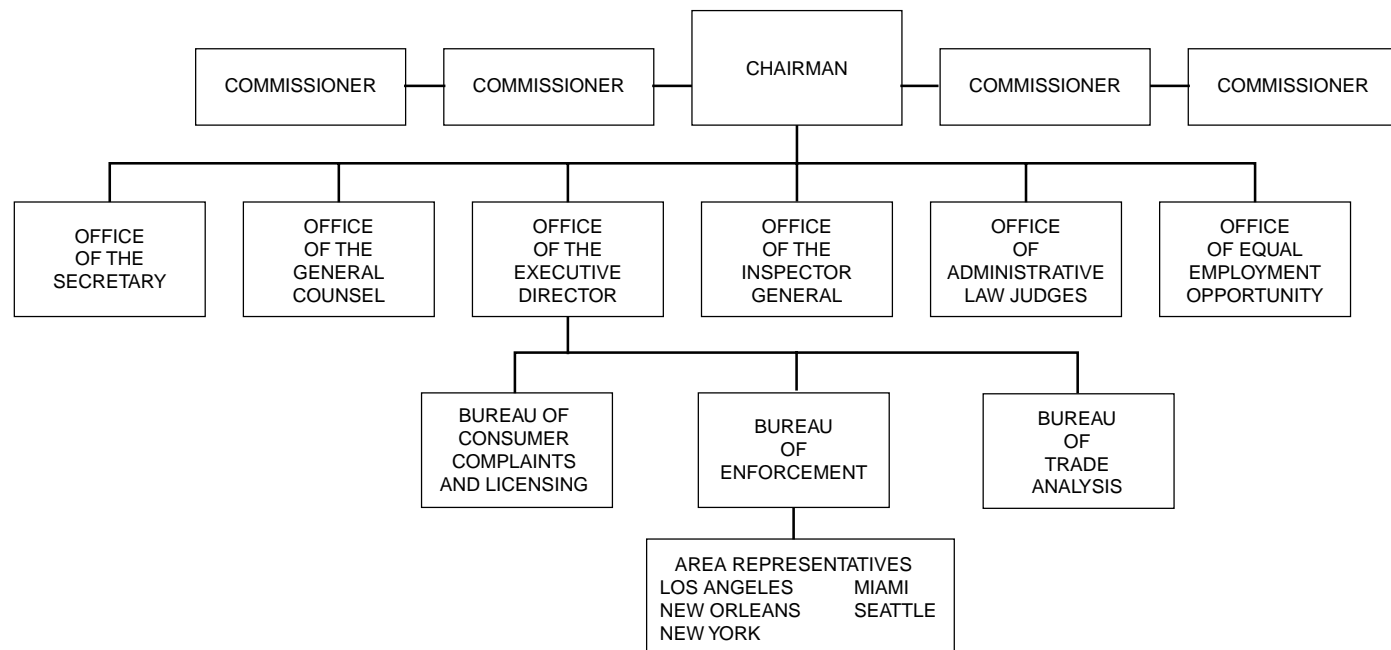 COMMISSIONER
COMMISSIONER
CHAIRMAN
COMMISSIONER
COMMISSIONER
OFFICE
OF THE
SECRETARY
OFFICE
OF THE
GENERAL
COUNSEL
OFFICE
OF THE
EXECUTIVE
DIRECTOR
OFFICE
OF THE
INSPECTOR
GENERAL
OFFICE
OF
ADMINISTRATIVE
LAW JUDGES
OFFICE
OF EQUAL
EMPLOYMENT
OPPORTUNITY
BUREAU OF
CONSUMER
COMPLAINTS
AND LICENSING
BUREAU
OF
ENFORCEMENT
BUREAU
OF
TRADE
ANALYSIS
AREA REPRESENTATIVES
LOS ANGELES MIAMI
NEW ORLEANS SEATTLE
NEW YORK